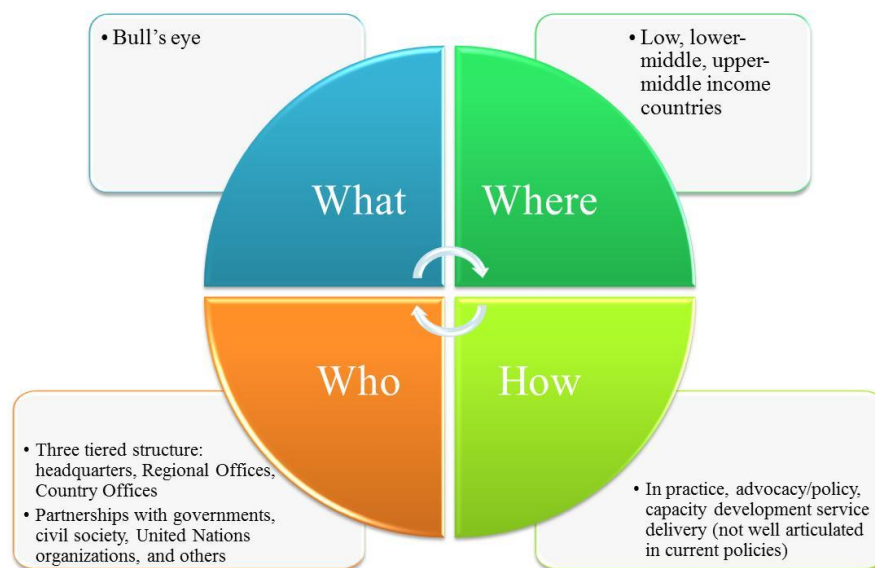 • Bull's eye
• Low, lower-
middle, upper-
middle income
countries
What
Where
Who
How
• Three tiered structure:
headquarters, Regional Offices,
Country Offices
• Partnerships with governments,
civil society, United Nations
organizations, and others
• In practice, advocacy/policy,
capacity development service
delivery (not well articulated
in current policies)